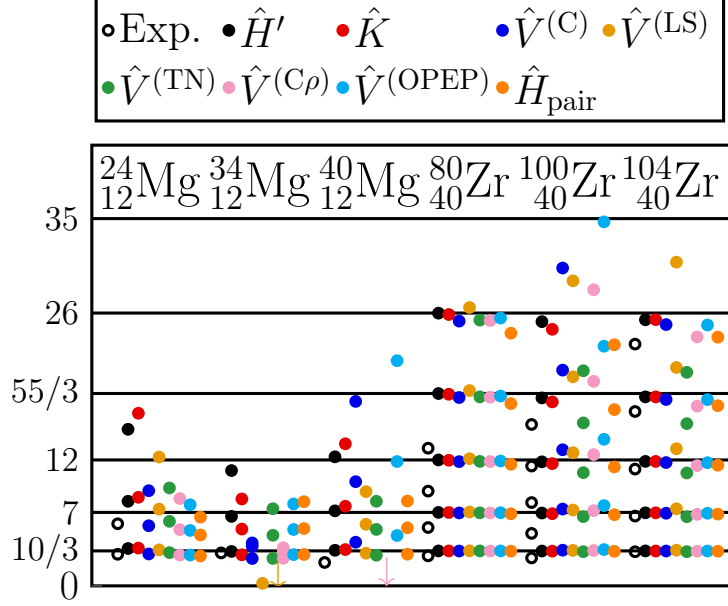 Exp. Ĥ′ K̂ V̂(C) V̂(LS)
V̂(TN) V̂(Cρ) V̂(OPEP) Ĥpair
24 12 Mg 34 12 Mg 40 12 Mg 80 40 Zr 100 40 Zr 104 40 Zr
35
26
55/3
12
7
10/3
0